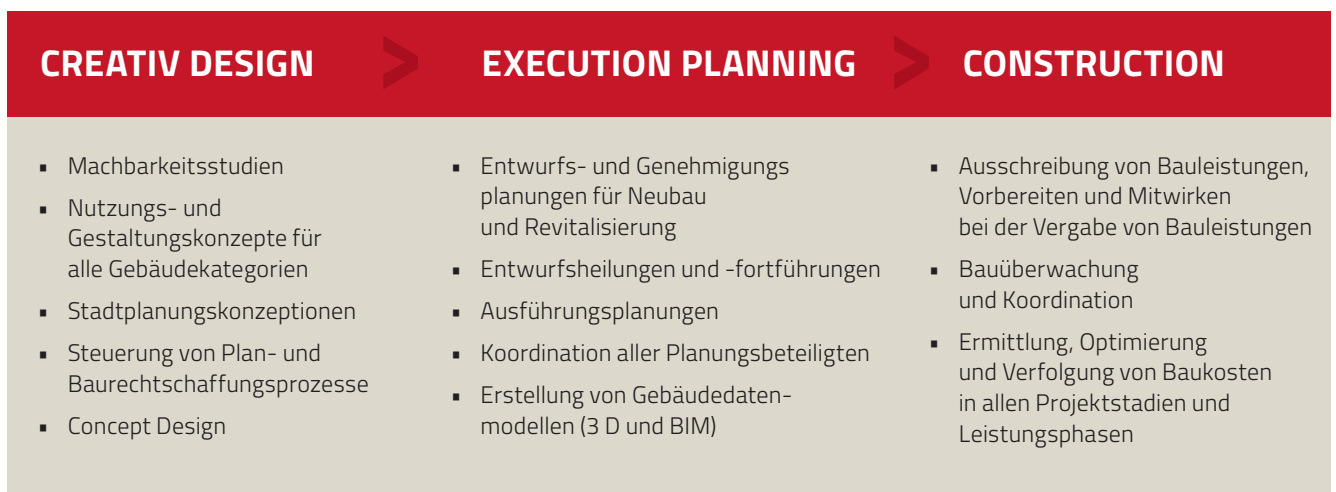 CREATIV DESIGN > EXECUTION PLANNING > CONSTRUCTION
▪ Machbarkeitsstudien
▪ Nutzungs- und
Gestaltungskonzepte für
alle Gebäudekategorien
▪ Stadtplanungskonzeptionen
▪ Steuerung von Plan- und
Baurechtschaffungsprozesse
▪ Concept Design
▪ Entwurfs- und Genehmigungs
planungen für Neubau
und Revitalisierung
▪ Entwurfsheilungen und -fortführungen
▪ Ausführungsplanungen
▪ Koordination aller Planungsbeteiligten
▪ Erstellung von Gebäudedaten-
modellen (3 D und BIM)
▪ Ausschreibung von Bauleistungen,
Vorbereiten und Mitwirken
bei der Vergabe von Bauleistungen
▪ Bauüberwachung
und Koordination
▪ Ermittlung, Optimierung
und Verfolgung von Baukosten
in allen Projektstadien und
Leistungsphasen